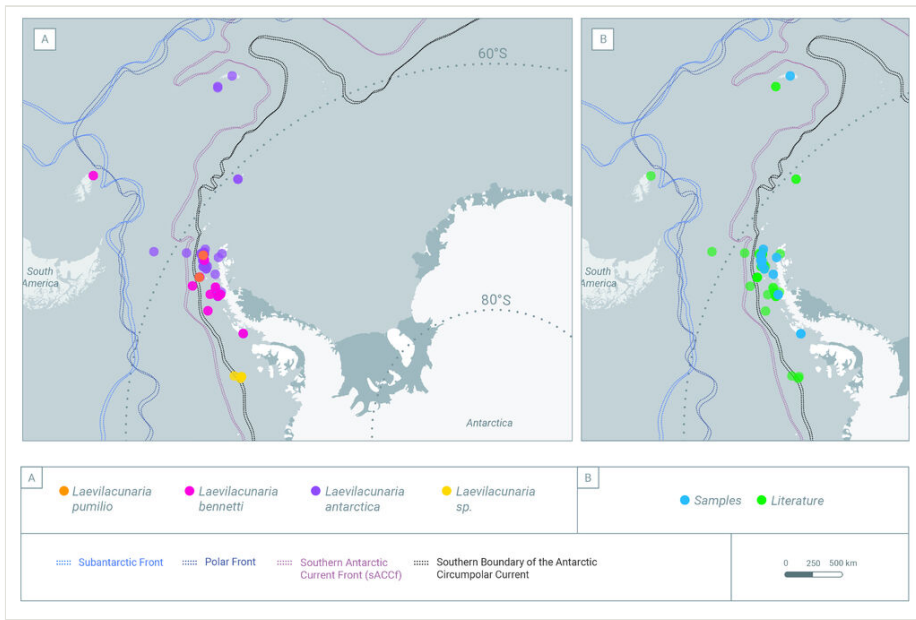 A
60°S
South
America
80°S
Antarctica
B
South
America
A
Laevilacunaria
pumilio
Laevilacunaria
bennetti
Laevilacunaria
antarctica
Laevilacunaria
sp.
B
Samples
Literature
Subantarctic Front
Polar Front
Southern Antarctic
Current Front (sACCf)
Southern Boundary of the Antarctic
Circumpolar Current
0 250 500 km